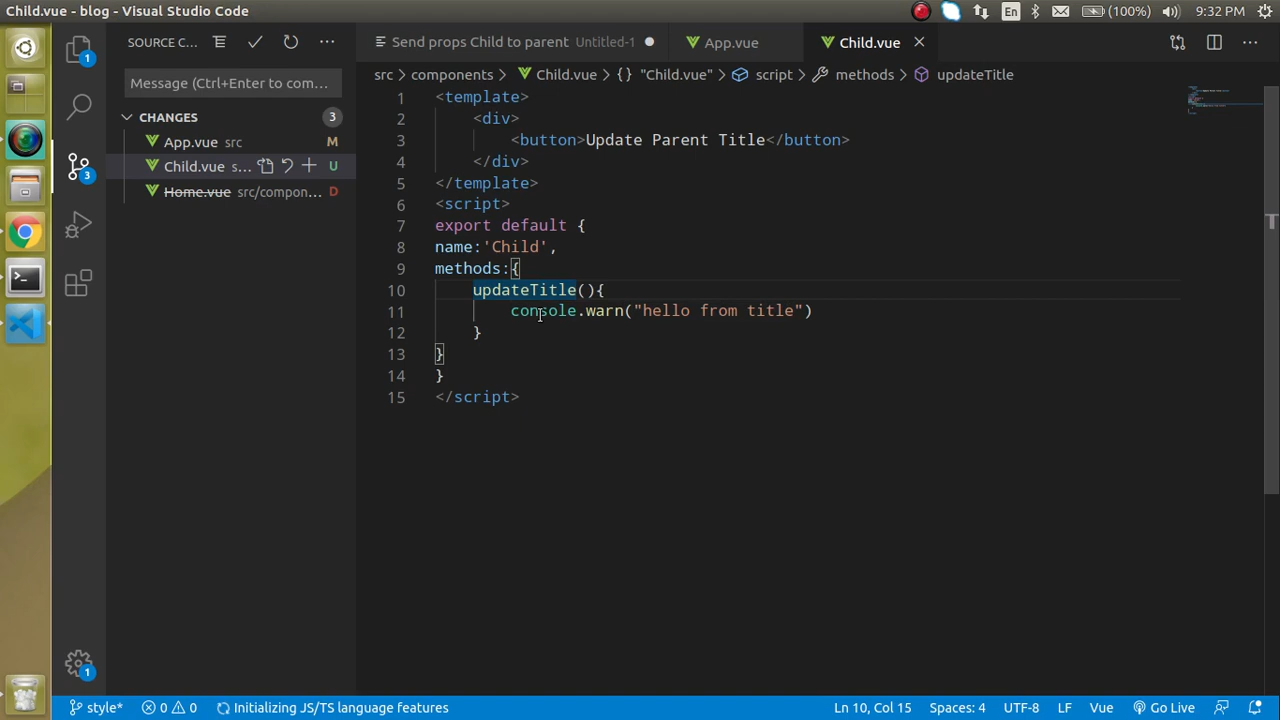 Child.vue - blog - Visual Studio Code
En
(100%)
9:32 PM
SOURCE C...
Send props Child to parent Untitled-1
App.vue
Child.vue
src > components > Child.vue > {} "Child.vue" > script > methods > updateTitle
Message (Ctrl+Enter to com...
CHANGES 3
App.vue src M
Child.vue s... U
Home.vue src/compon... D
1
3
1
1 <template>
2 <div>
3 <button>Update Parent Title</button>
4 </div>
5 </template>
6 <script>
7 export default {
8 name:'Child',
9 methods:{
10 updateTitle(){
11 console.warn("hello from title")
12 }
13 }
14 }
15 </script>
style* 0 0 Initializing JS/TS language features
Ln 10, Col 15 Spaces: 4 UTF-8 LF Vue Go Live